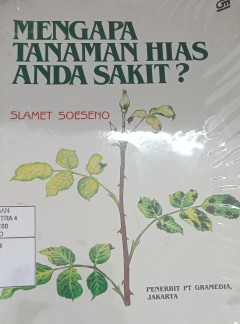 MENGAPA
TANAMAN HIAS
ANDA SAKIT?
SLAMET SOESENO
PENERBIT PT GRAMEDIA,
JAKARTA